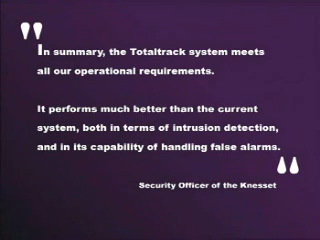 "
In summary, the Totaltrack system meets
all our operational requirements.
It performs much better than the current
system, both in terms of intrusion detection,
and in its capability of handling false alarms.
"
Security Officer of the Knesset